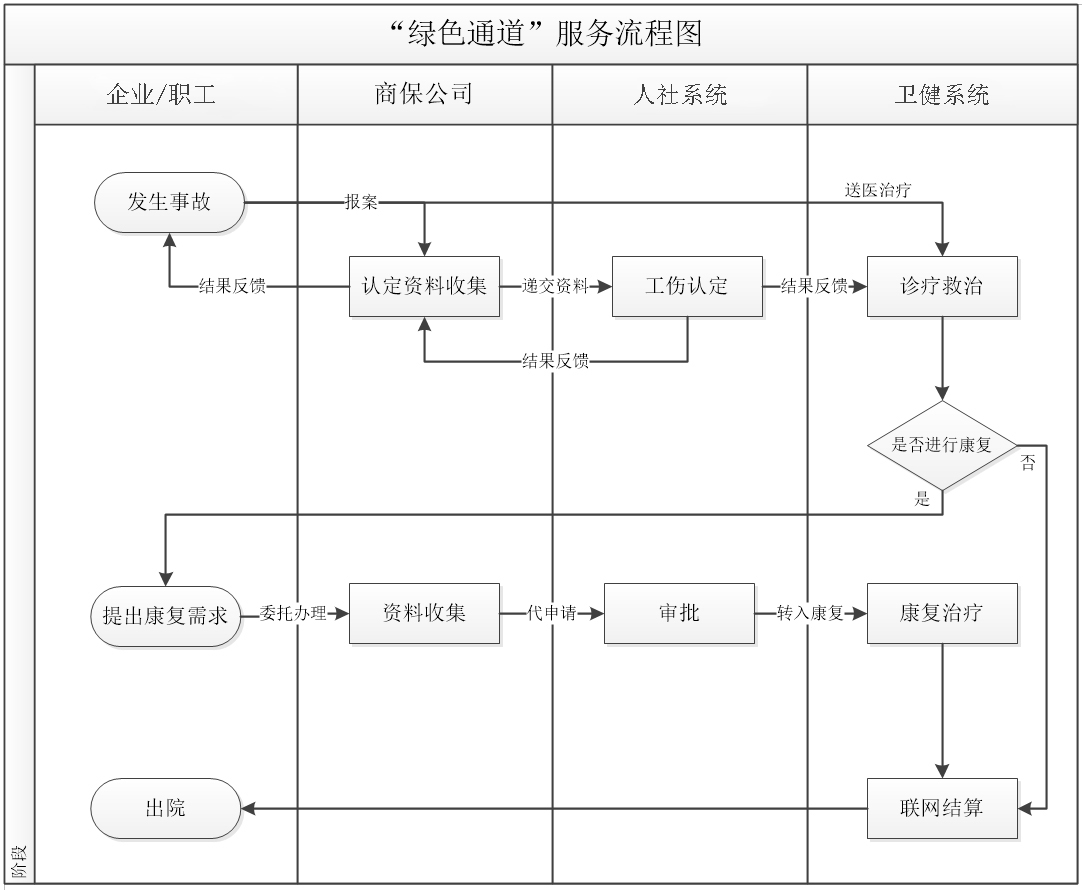 “绿色通道”服务流程图
企业/职工
商保公司
人社系统
卫健系统
发生事故
报案
送医治疗
结果反馈
认定资料收集
递交资料
工伤认定
结果反馈
诊疗救治
结果反馈
是否进行康复
否
是
提出康复需求
委托办理
资料收集
代申请
审批
转入康复
康复治疗
出院
联网结算
阶段